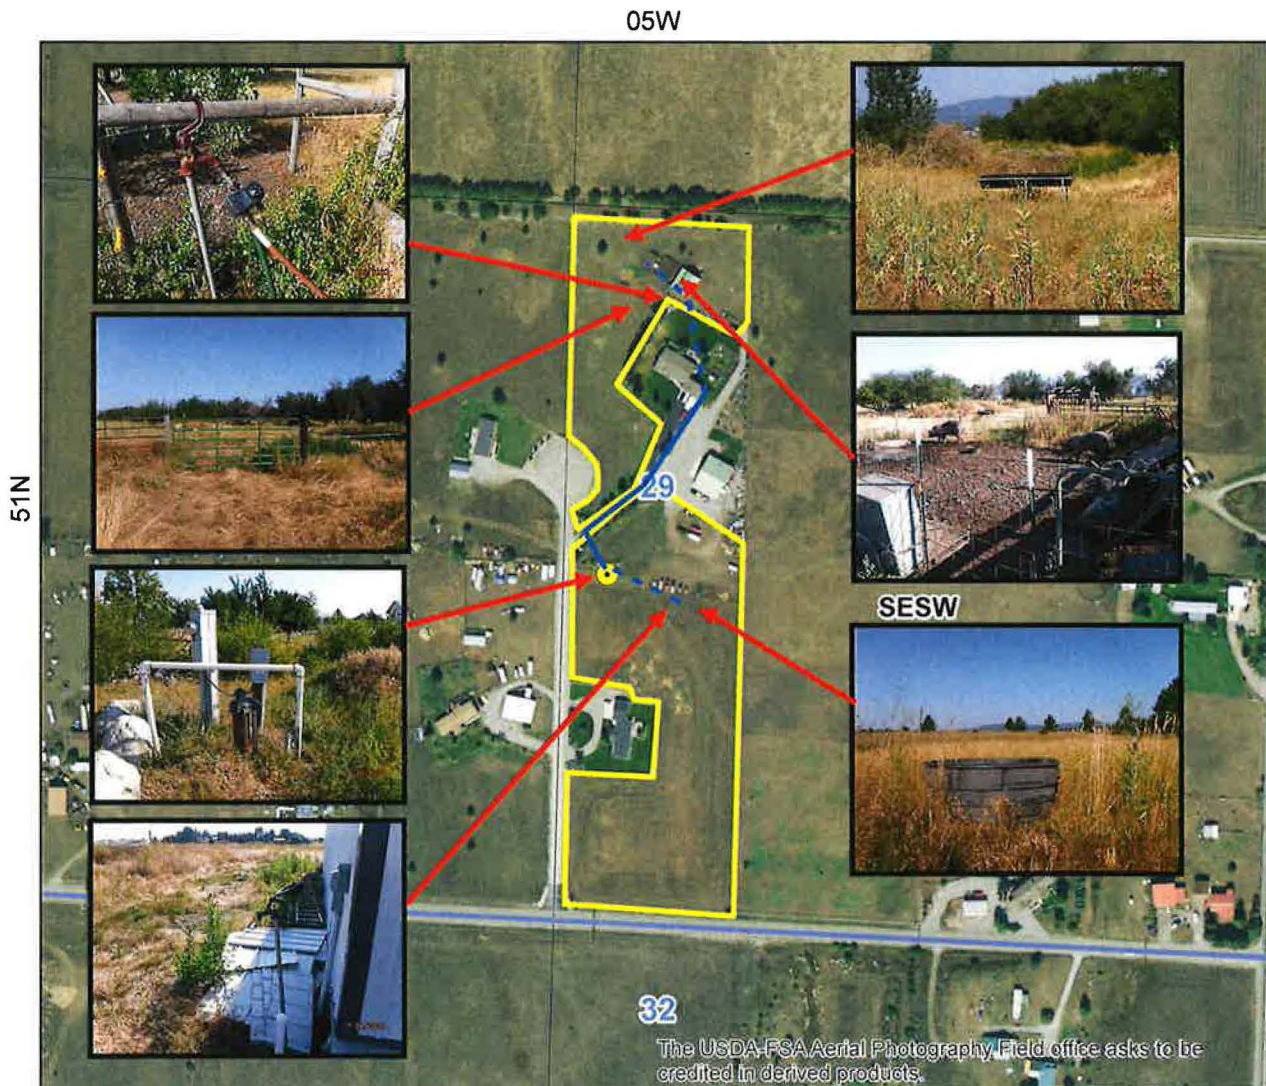 05W
51N
29
SESW
32
The USDA-FSA Aerial Photography Field office asks to be
credited in derived products.